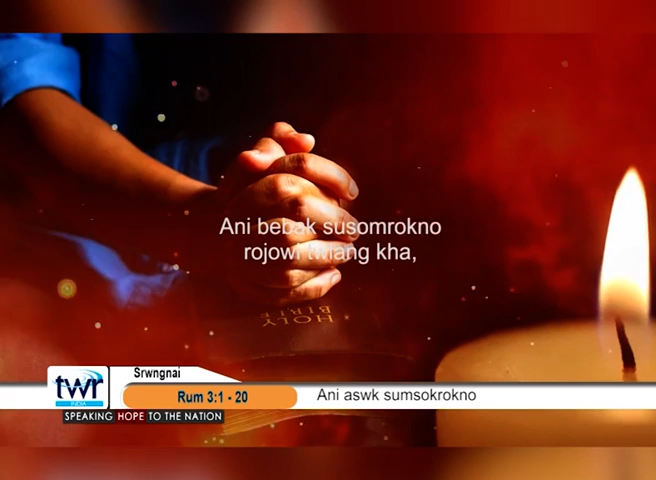 Ani bebak susomrokno
rojowi twiang kha,
HOLY
BIBLE
Srwngnai
twr
INDIA
Rum 3:1 - 20
Ani aswk sumsokrokno
SPEAKING HOPE TO THE NATION